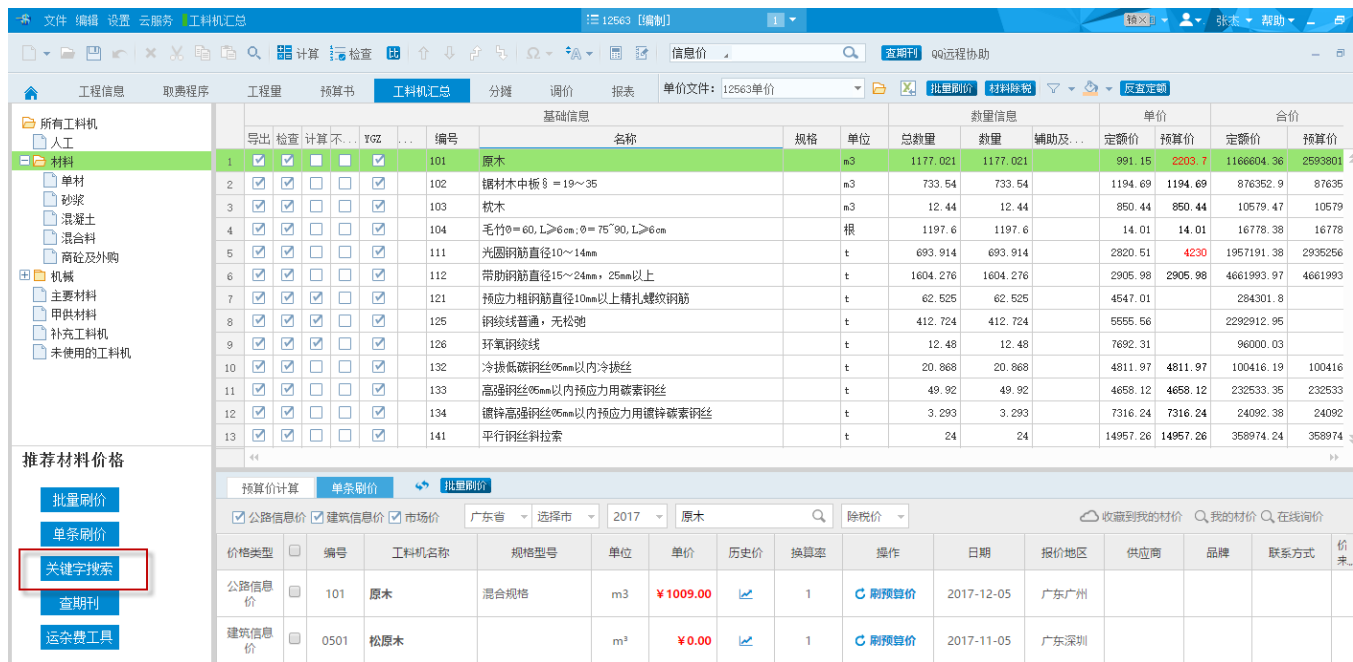 文件 编辑 设置 云服务 工料机汇总 12563 [编制] 1 锁 张杰 帮助
计算 检查 比 信息价 查期刊 QQ远程协助
工程信息 取费程序 工程量 预算书 工料机汇总 分摊 调价 报表 单价文件: 12563单价 批量刷价 材料除税 反查定额
所有工料机
人工
材料
单材
砂浆
混凝土
混合料
商砼及外购
机械
主要材料
甲供材料
补充工料机
未使用的工料机
基础信息 数量信息 单价 合价
导出 检查 计算 不... YGZ ... 编号 名称 规格 单位 总数量 数量 辅助及... 定额价 预算价 定额价 预算价
1 101 原木 m3 1177.021 1177.021 991.15 2203.7 1166604.36 2593801
2 102 锯材木中板§=19～35 m3 733.54 733.54 1194.69 1194.69 876352.9 87635
3 103 枕木 m3 12.44 12.44 850.44 850.44 10579.47 10579
4 104 毛竹Ø=60,L≥6cm;Ø=75~90,L≥6cm 根 1197.6 1197.6 14.01 14.01 16778.38 16778
5 111 光圆钢筋直径10～14mm t 693.914 693.914 2820.51 4230 1957191.38 2935256
6 112 带肋钢筋直径15～24mm，25mm以上 t 1604.276 1604.276 2905.98 2905.98 4661993.97 4661993
7 121 预应力粗钢筋直径10mm以上精扎螺纹钢筋 t 62.525 62.525 4547.01 284301.8
8 125 钢绞线普通，无松弛 t 412.724 412.724 5555.56 2292912.95
9 126 环氧钢绞线 t 12.48 12.48 7692.31 96000.03
10 132 冷拔低碳钢丝Ø5mm以内冷拔丝 t 20.868 20.868 4811.97 4811.97 100416.19 100416
11 133 高强钢丝Ø5mm以内预应力用碳素钢丝 t 49.92 49.92 4658.12 4658.12 232533.35 232533
12 134 镀锌高强钢丝Ø5mm以内预应力用镀锌碳素钢丝 t 3.293 3.293 7316.24 7316.24 24092.38 24092
13 141 平行钢丝斜拉索 t 24 24 14957.26 14957.26 358974.24 358974
推荐材料价格
批量刷价
单条刷价
关键字搜索
查期刊
运杂费工具
预算价计算 单条刷价 批量刷价
公路信息价 建筑信息价 市场价 广东省 选择市 2017 原木 除税价 收藏到我的材价 我的材价 在线询价
价格类型 编号 工料机名称 规格型号 单位 单价 历史价 换算率 操作 日期 报价地区 供应商 品牌 联系方式 价来...
公路信息价 101 原木 混合规格 m3 ¥1009.00 1 刷预算价 2017-12-05 广东广州
建筑信息价 0501 松原木 m³ ¥0.00 1 刷预算价 2017-11-05 广东深圳